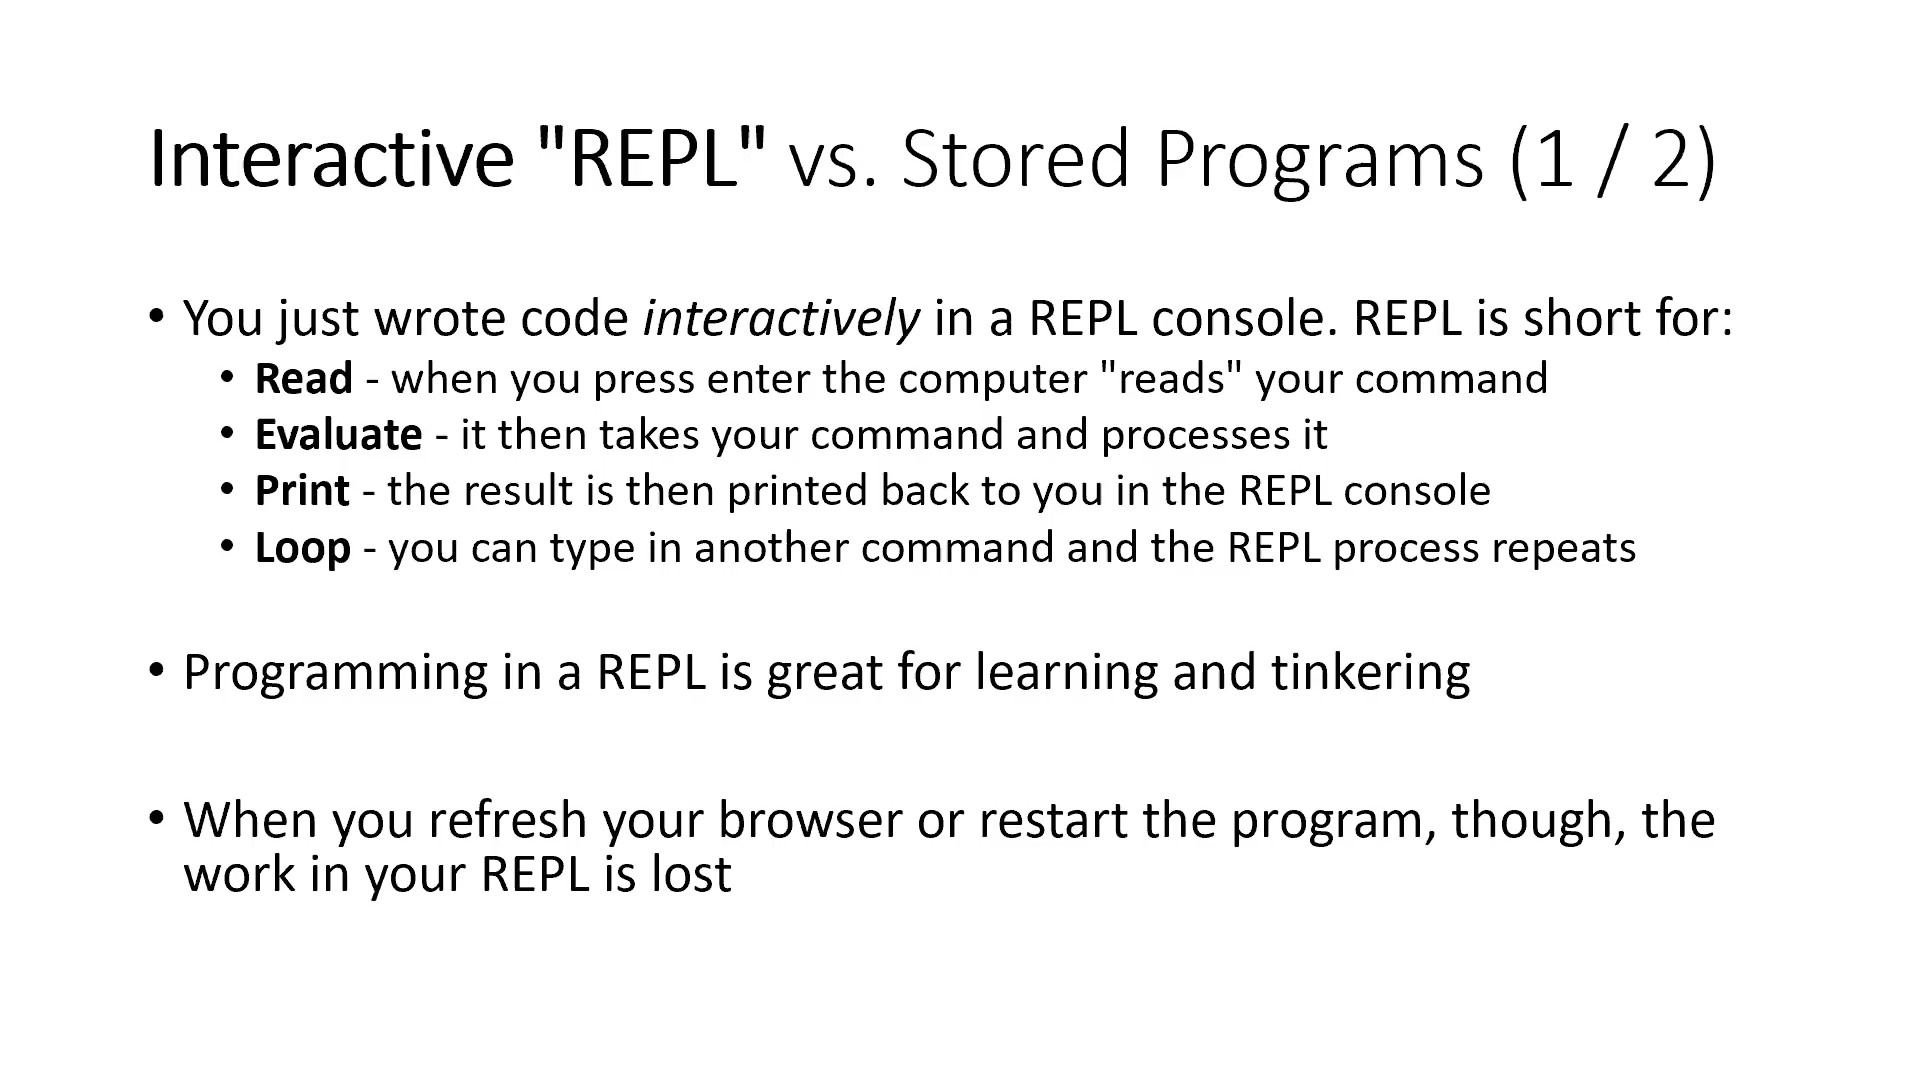 Interactive "REPL" vs. Stored Programs (1 / 2)
• You just wrote code interactively in a REPL console. REPL is short for:
• Read - when you press enter the computer "reads" your command
• Evaluate - it then takes your command and processes it
• Print - the result is then printed back to you in the REPL console
• Loop - you can type in another command and the REPL process repeats
• Programming in a REPL is great for learning and tinkering
• When you refresh your browser or restart the program, though, the
work in your REPL is lost